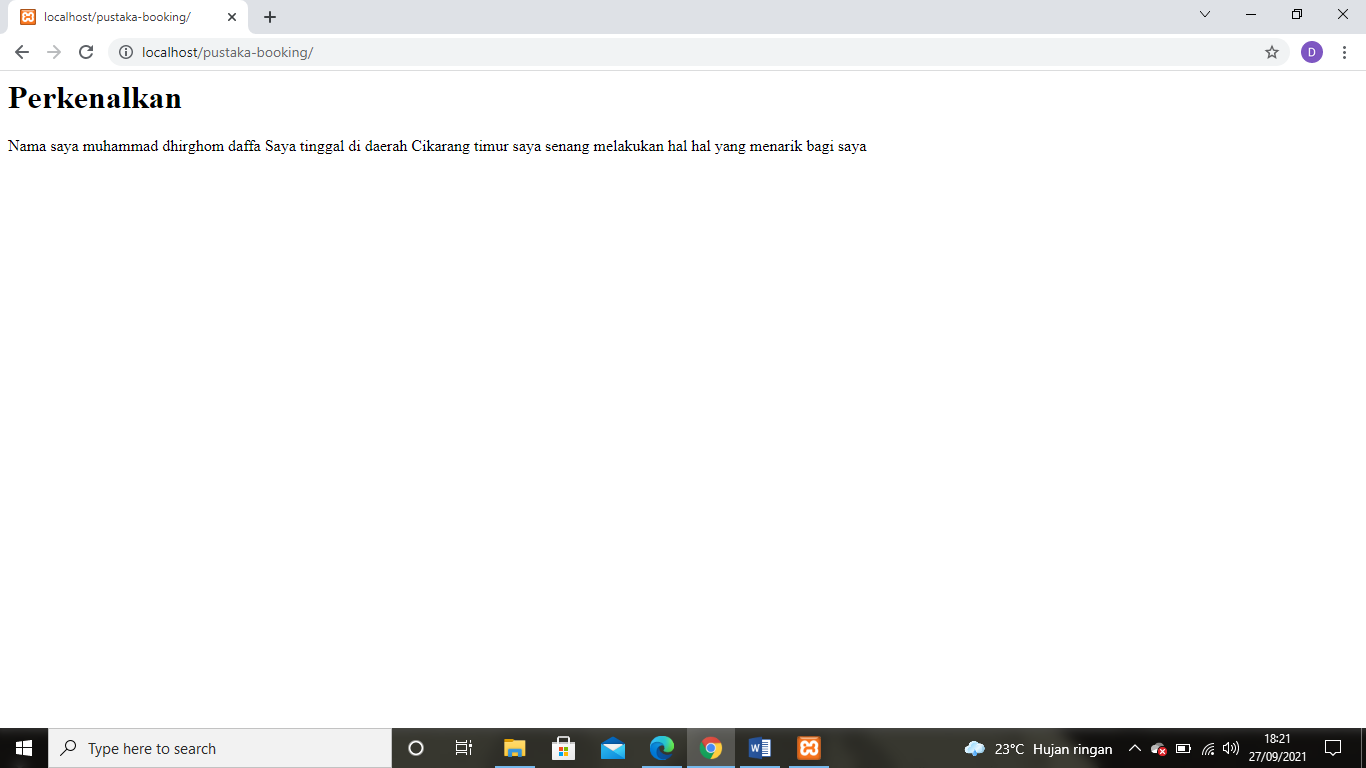 localhost/pustaka-booking/
localhost/pustaka-booking/
D
Perkenalkan
Nama saya muhammad dhirghom daffa Saya tinggal di daerah Cikarang timur saya senang melakukan hal hal yang menarik bagi saya
Type here to search
23°C Hujan ringan
18:21
27/09/2021